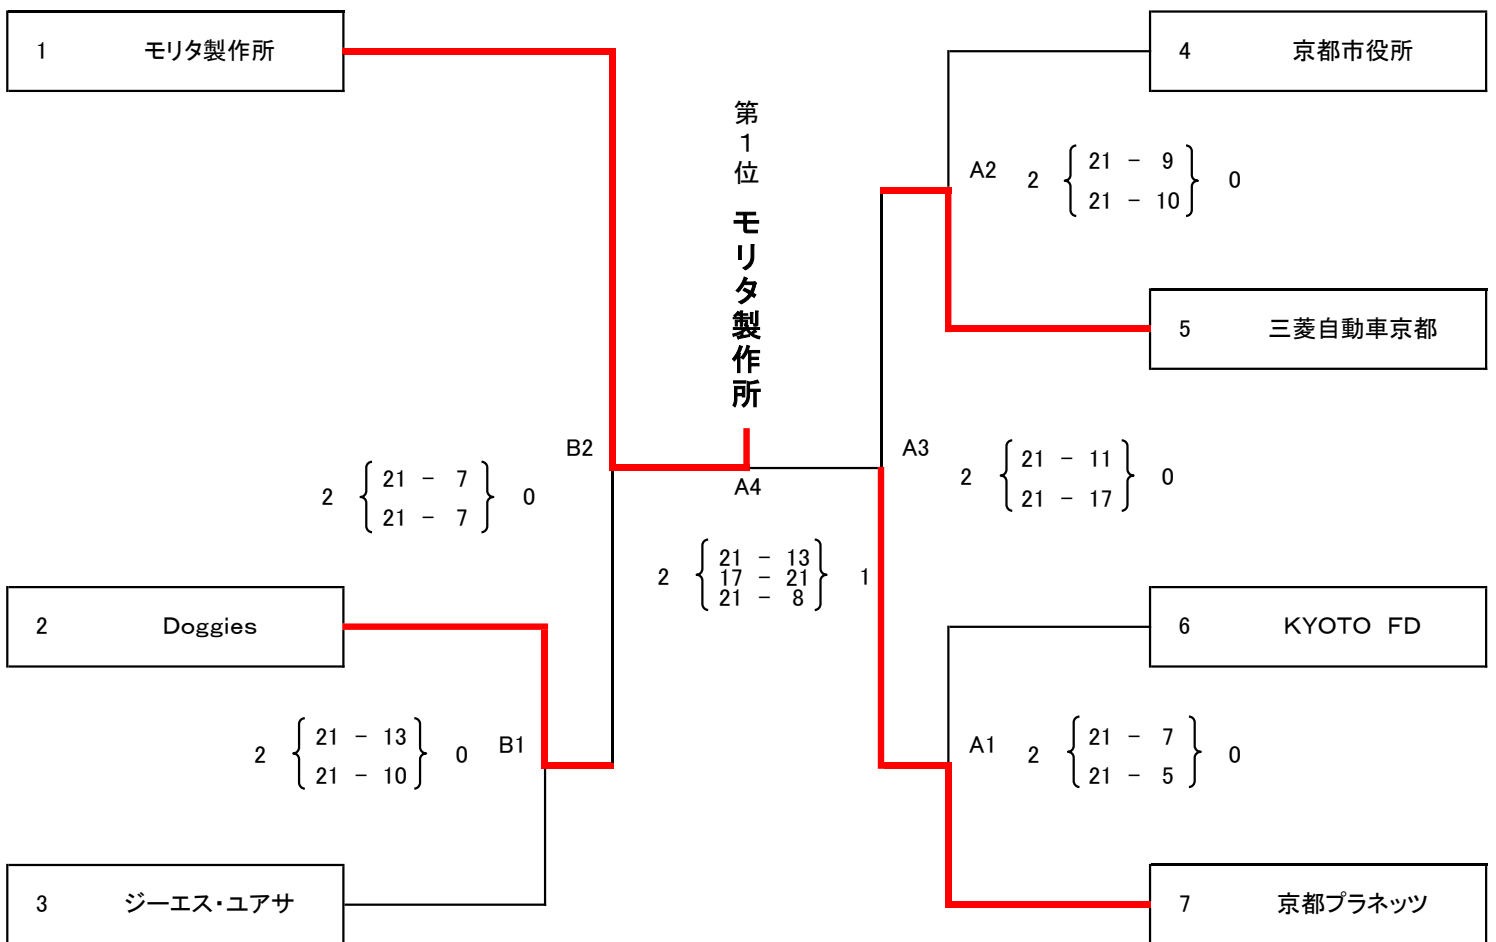 1 モリタ製作所
4 京都市役所
第1位 モリタ製作所
A2 2 21 - 9 0
21 - 10
5 三菱自動車京都
B2
A3
2 21 - 7 0
21 - 7
A4
2 21 - 11 0
21 - 17
2 21 - 13 1
17 - 21
21 - 8
2 Doggies
6 KYOTO FD
2 21 - 13 0 B1
21 - 10
A1 2 21 - 7 0
21 - 5
3 ジーエス・ユアサ
7 京都プラネッツ